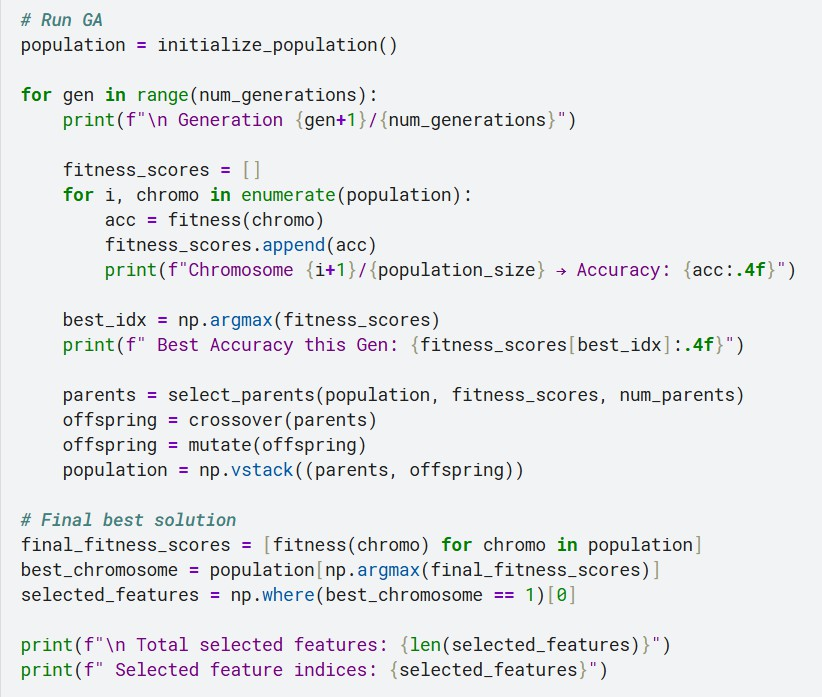 # Run GA
population = initialize_population()

for gen in range(num_generations):
    print(f"\n Generation {gen+1}/{num_generations}")

    fitness_scores = []
    for i, chromo in enumerate(population):
        acc = fitness(chromo)
        fitness_scores.append(acc)
        print(f"Chromosome {i+1}/{population_size} → Accuracy: {acc:.4f}")

    best_idx = np.argmax(fitness_scores)
    print(f" Best Accuracy this Gen: {fitness_scores[best_idx]:.4f}")

    parents = select_parents(population, fitness_scores, num_parents)
    offspring = crossover(parents)
    offspring = mutate(offspring)
    population = np.vstack((parents, offspring))

# Final best solution
final_fitness_scores = [fitness(chromo) for chromo in population]
best_chromosome = population[np.argmax(final_fitness_scores)]
selected_features = np.where(best_chromosome == 1)[0]

print(f"\n Total selected features: {len(selected_features)}")
print(f" Selected feature indices: {selected_features}")